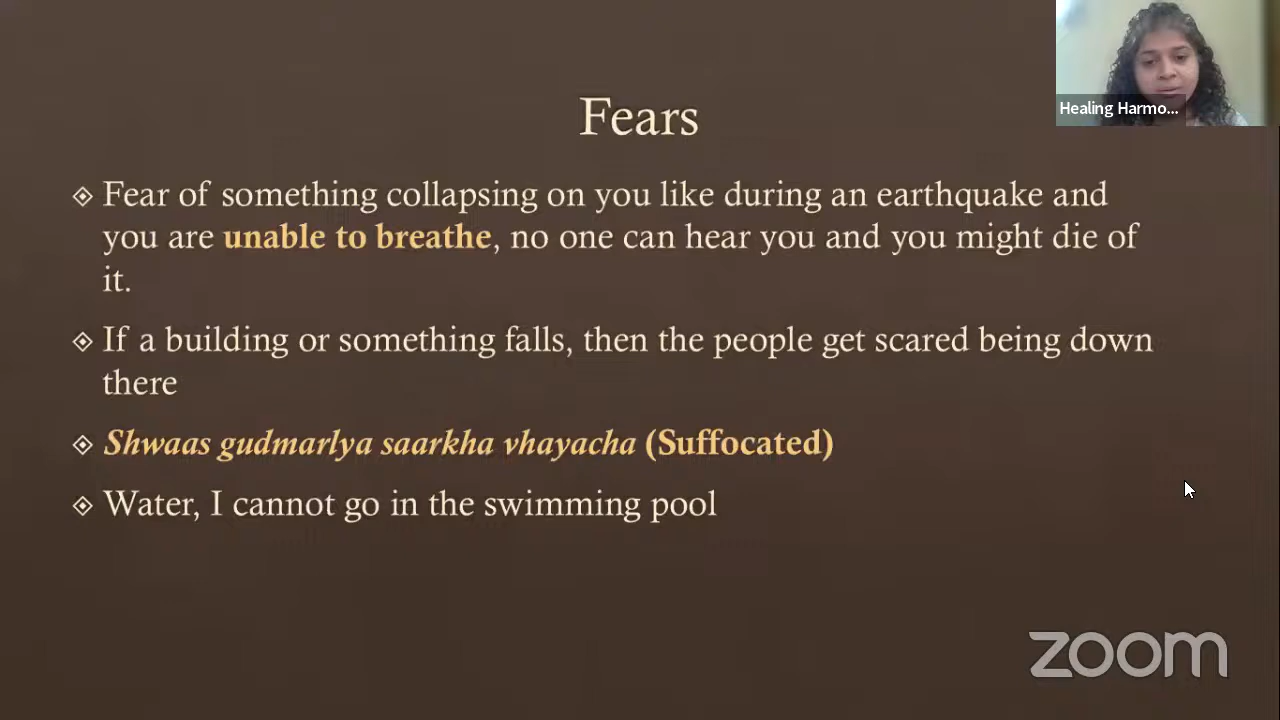 Healing Harmo...
Fears
Fear of something collapsing on you like during an earthquake and
you are unable to breathe, no one can hear you and you might die of
it.
If a building or something falls, then the people get scared being down
there
Shwaas gudmarlya saarkha vhayacha (Suffocated)
Water, I cannot go in the swimming pool
zoom